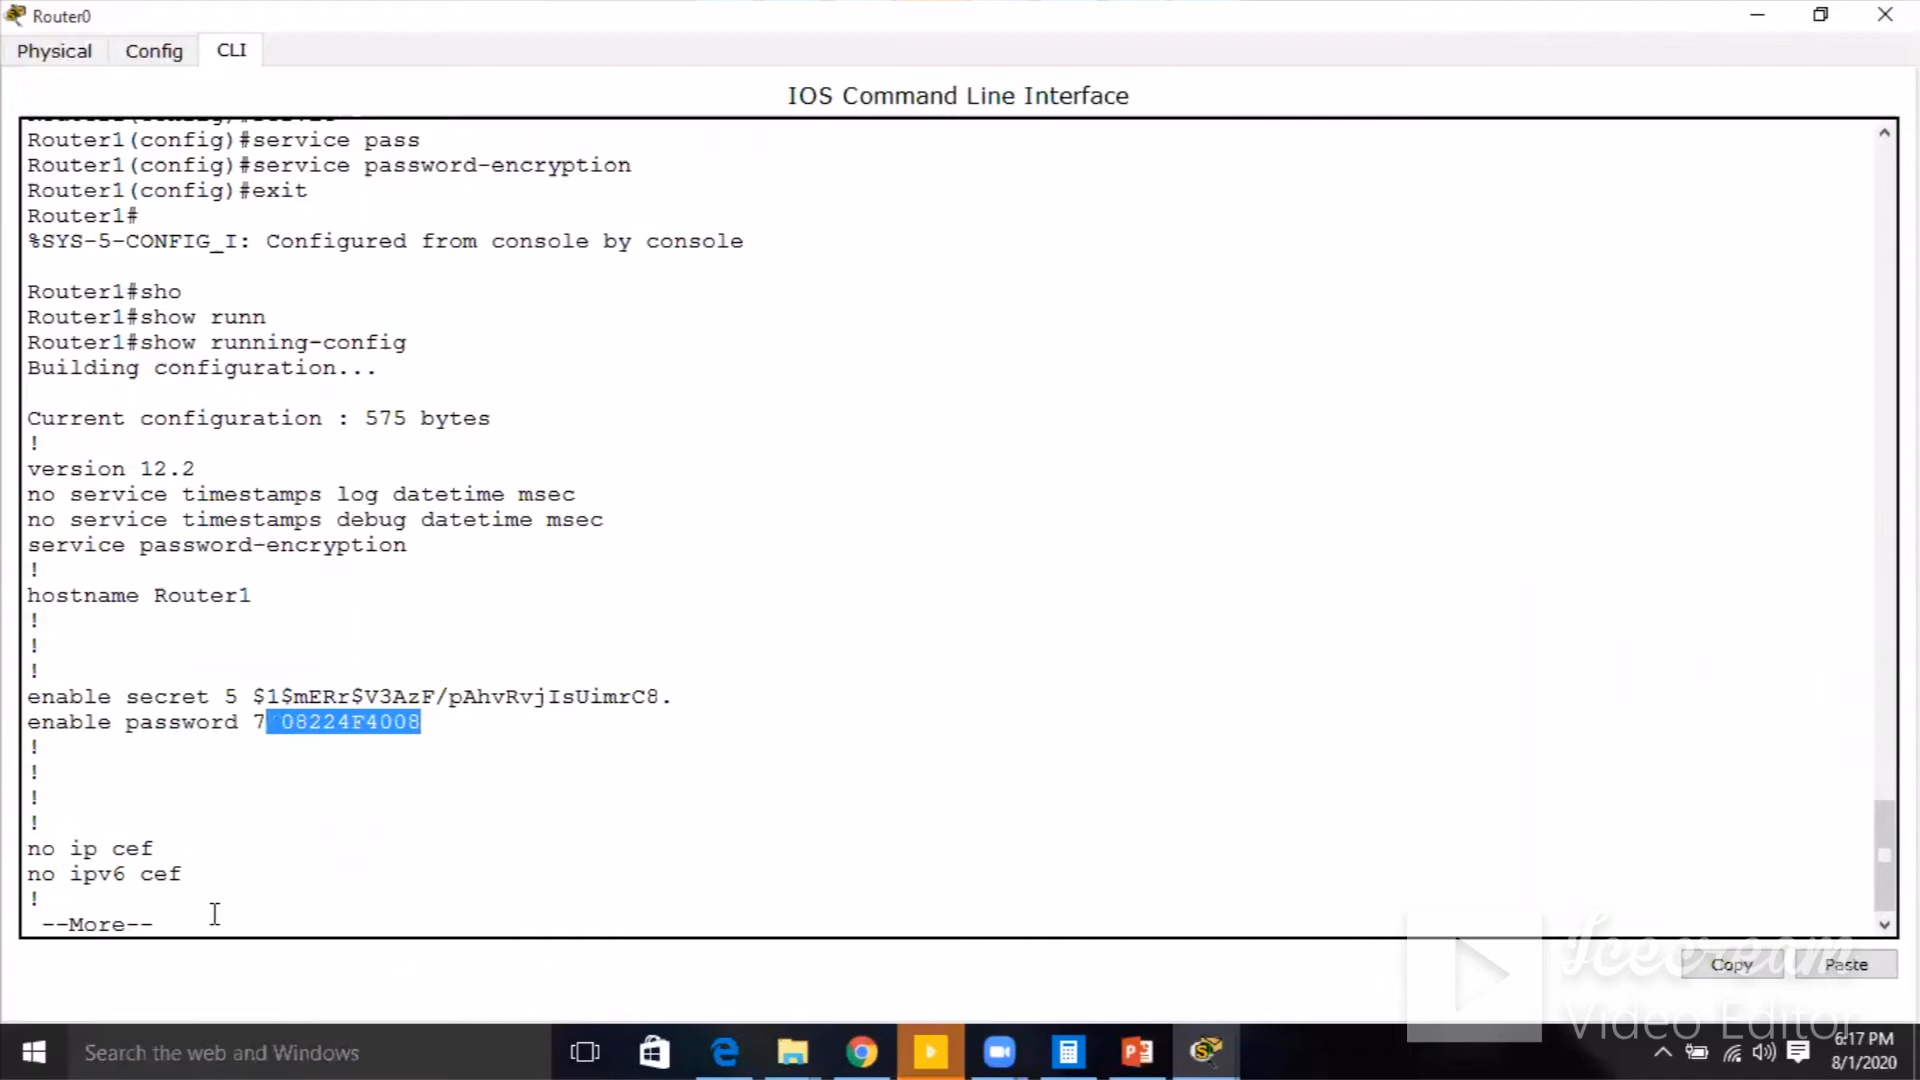 Router0
Physical Config CLI
IOS Command Line Interface
Router1(config)#service pass
Router1(config)#service password-encryption
Router1(config)#exit
Router1#
%SYS-5-CONFIG_I: Configured from console by console
Router1#sho
Router1#show runn
Router1#show running-config
Building configuration...
Current configuration : 575 bytes
!
version 12.2
no service timestamps log datetime msec
no service timestamps debug datetime msec
service password-encryption
!
hostname Router1
!
!
!
enable secret 5 $1$mERr$V3AzF/pAhvRvjIsUimrC8.
enable password 7 08224F4008
!
!
!
!
no ip cef
no ipv6 cef
!
--More--
Copy Paste
Icecream
Video Editor
Search the web and Windows
6:17 PM
8/1/2020